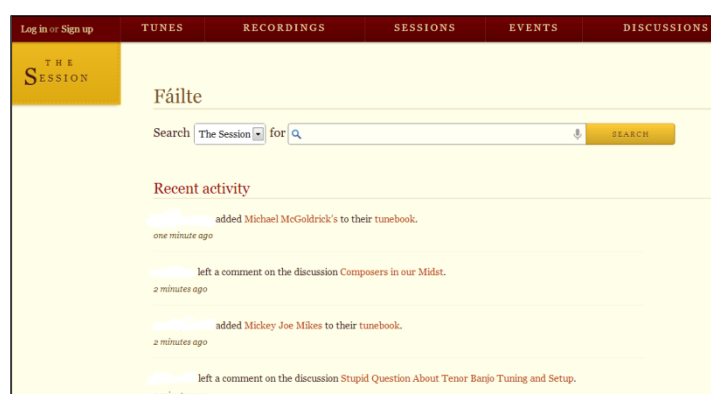 Log in or Sign up TUNES RECORDINGS SESSIONS EVENTS DISCUSSIONS
THE
SESSION
Fáilte
Search The Session for SEARCH
Recent activity
added Michael McGoldrick's to their tunebook.
one minute ago
left a comment on the discussion Composers in our Midst.
2 minutes ago
added Mickey Joe Mikes to their tunebook.
2 minutes ago
left a comment on the discussion Stupid Question About Tenor Banjo Tuning and Setup.